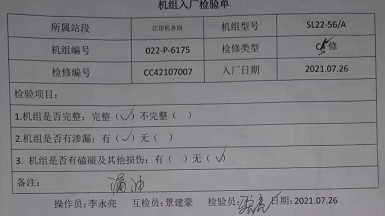 机组入厂检验单
所属站段 江岸机务段 机组型号 SL22-56/A
机组编号 022-P-6175 检修类型 修
检修编号 CC42107007 入厂日期 2021.07.26
检验项目：
1.机组是否完整：完整（✓）不完整（ ）
2.机组是否有渗漏：有（✓）无（ ）
3. 机组是否有磕碰及其他损伤：有（ ）无（✓）
备注： 漏油
操作员：李永亮 互检员：景建豪 检验员： 日期：2021.07.26